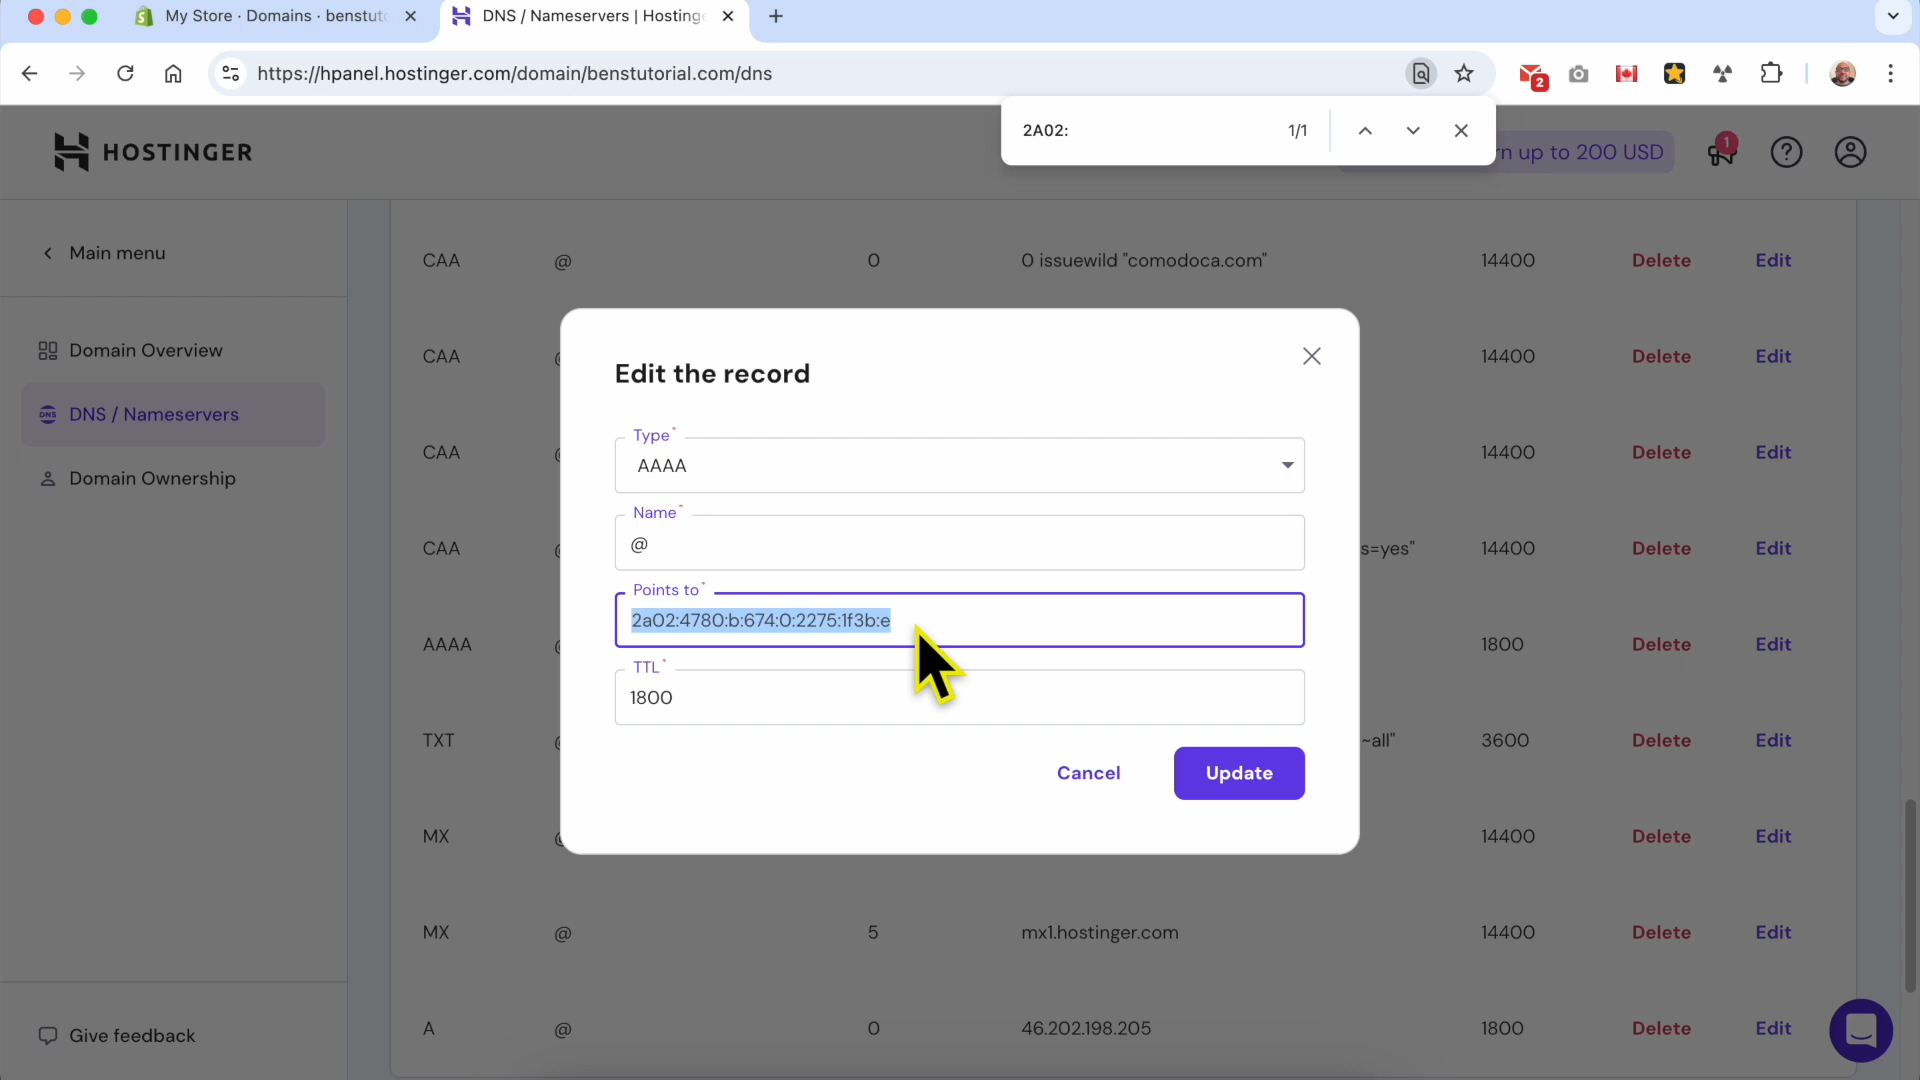 My Store · Domains · benstut
DNS / Nameservers | Hosting
https://hpanel.hostinger.com/domain/benstutorial.com/dns
2
2A02:
1/1
HOSTINGER
rn up to 200 USD
1
Main menu
Domain Overview
DNS
DNS / Nameservers
Domain Ownership
Give feedback
CAA @ 0 0 issuewild "comodoca.com" 14400 Delete Edit
CAA 14400 Delete Edit
CAA 14400 Delete Edit
CAA s=yes" 14400 Delete Edit
AAAA 1800 Delete Edit
TXT ~all" 3600 Delete Edit
MX 14400 Delete Edit
MX @ 5 mx1.hostinger.com 14400 Delete Edit
A @ 0 46.202.198.205 1800 Delete Edit
Edit the record
Type*
AAAA
Name*
@
Points to*
2a02:4780:b:674:0:2275:1f3b:e
TTL*
1800
Cancel
Update